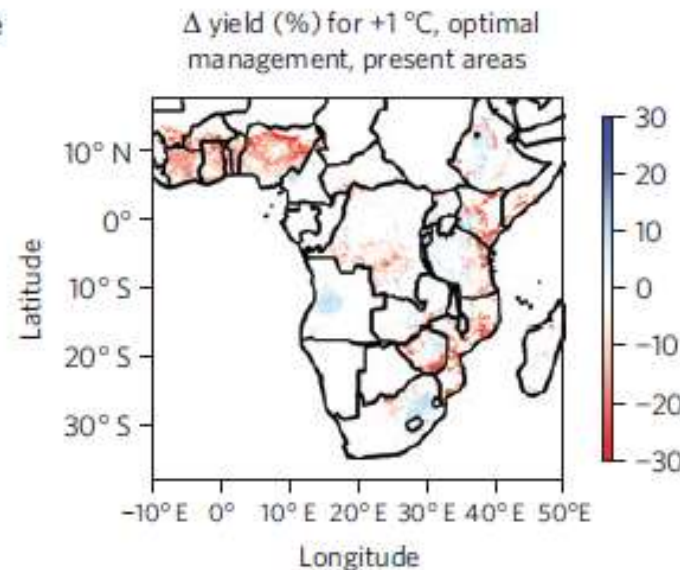 e
Δ yield (%) for +1 °C, optimal
management, present areas
30
20
10
0
−10
−20
−30
10° N
0°
10° S
20° S
30° S
Latitude
−10° E 0° 10° E 20° E 30° E 40° E 50° E
Longitude